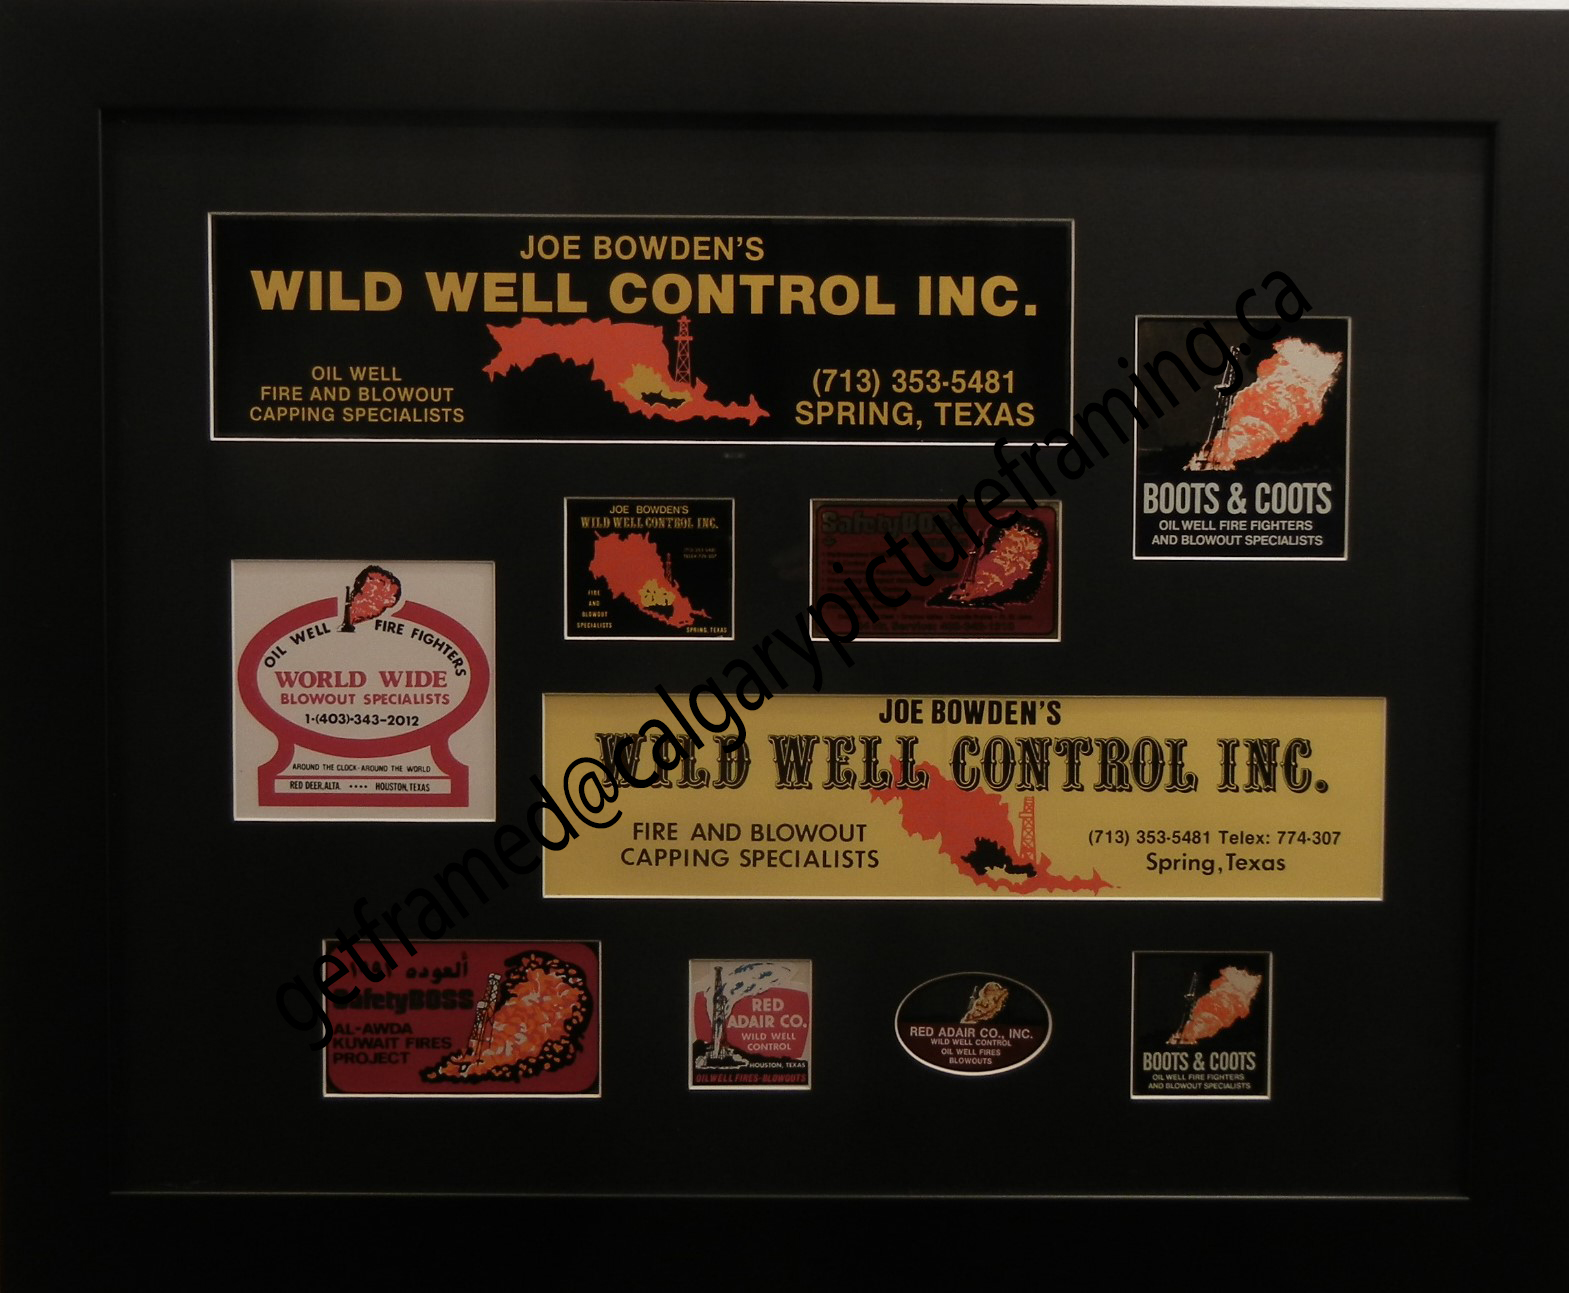 JOE BOWDEN'S
WILD WELL CONTROL INC.
OIL WELL
FIRE AND BLOWOUT
CAPPING SPECIALISTS
(713) 353-5481
SPRING, TEXAS
BOOTS & COOTS
OIL WELL FIRE FIGHTERS
AND BLOWOUT SPECIALISTS
JOE BOWDEN'S
WILD WELL CONTROL INC.
FIRE
AND
BLOWOUT
SPECIALISTS
SPRING, TEXAS
SafetyBOSS
OIL WELL FIRE FIGHTERS
WORLD WIDE
BLOWOUT SPECIALISTS
1-(403)-343-2012
AROUND THE CLOCK-AROUND THE WORLD
RED DEER, ALTA. •••• HOUSTON, TEXAS
JOE BOWDEN'S
WILD WELL CONTROL INC.
FIRE AND BLOWOUT
CAPPING SPECIALISTS
(713) 353-5481 Telex: 774-307
Spring, Texas
العوده
SafetyBOSS
AL-AWDA
KUWAIT FIRES
PROJECT
RED
ADAIR CO.
WILD WELL
CONTROL
HOUSTON, TEXAS
OILWELL FIRES-BLOWOUTS
RED ADAIR CO., INC.
WILD WELL CONTROL
OIL WELL FIRES
BLOWOUTS
BOOTS & COOTS
OIL WELL FIRE FIGHTERS
AND BLOWOUT SPECIALISTS
getframed@calgarypictureframing.ca